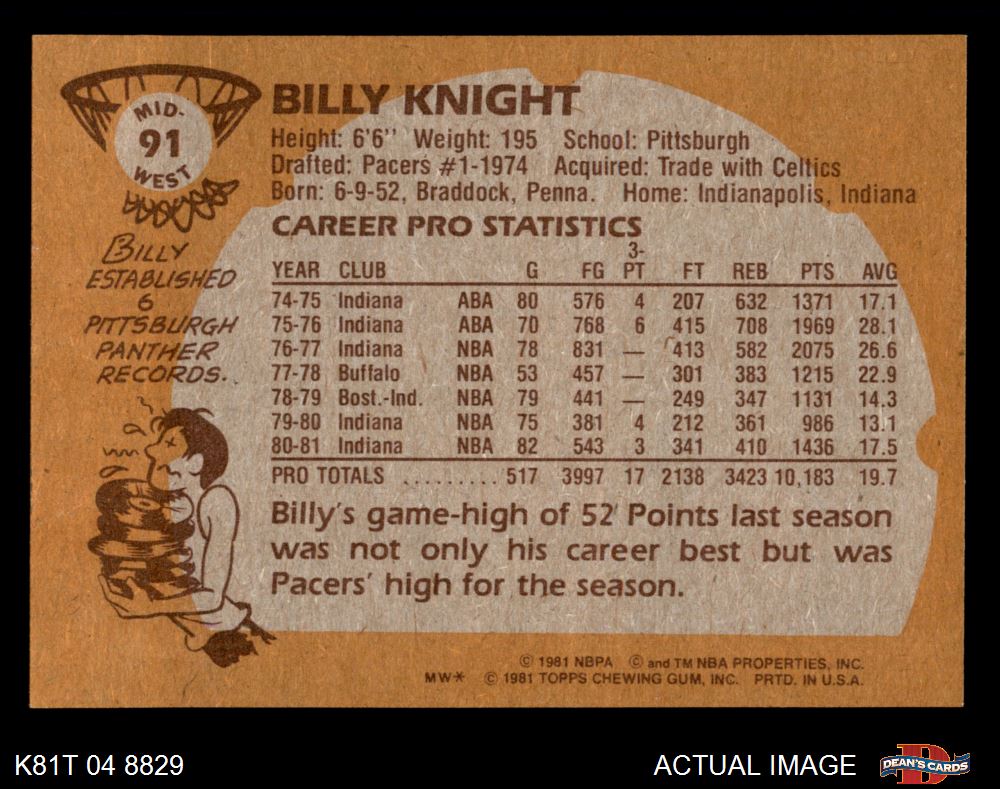 MID-
91
WEST
BILLY KNIGHT
Height: 6'6'' Weight: 195 School: Pittsburgh
Drafted: Pacers #1-1974 Acquired: Trade with Celtics
Born: 6-9-52, Braddock, Penna. Home: Indianapolis, Indiana
CAREER PRO STATISTICS
BILLY
ESTABLISHED
6
PITTSBURGH
PANTHER
RECORDS.
YEAR CLUB G FG 3-PT FT REB PTS AVG
74-75 Indiana ABA 80 576 4 207 632 1371 17.1
75-76 Indiana ABA 70 768 6 415 708 1969 28.1
76-77 Indiana NBA 78 831 — 413 582 2075 26.6
77-78 Buffalo NBA 53 457 — 301 383 1215 22.9
78-79 Bost.-Ind. NBA 79 441 — 249 347 1131 14.3
79-80 Indiana NBA 75 381 4 212 361 986 13.1
80-81 Indiana NBA 82 543 3 341 410 1436 17.5
PRO TOTALS ......... 517 3997 17 2138 3423 10,183 19.7
Billy's game-high of 52 Points last season
was not only his career best but was
Pacers' high for the season.
© 1981 NBPA © and TM NBA PROPERTIES, INC.
MW* © 1981 TOPPS CHEWING GUM, INC. PRTD. IN U.S.A.
K81T 04 8829
ACTUAL IMAGE
DEAN'S CARDS